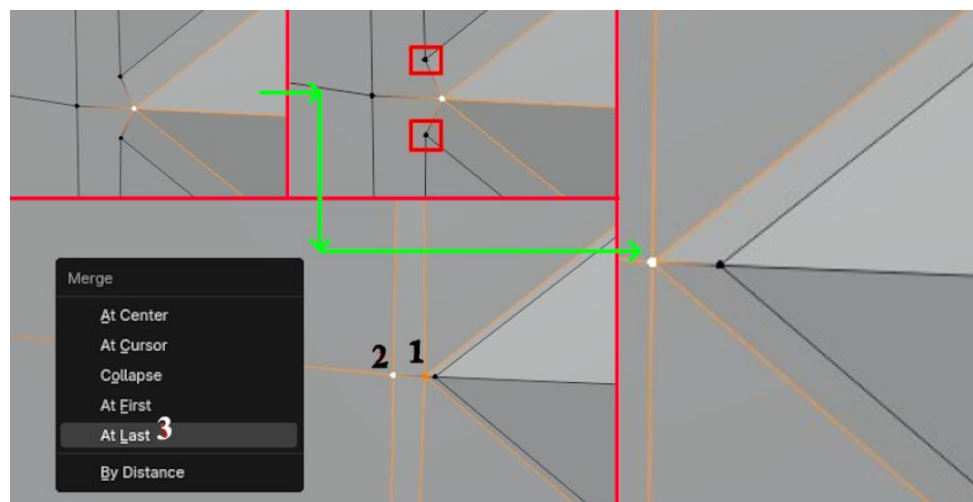 2 1
Merge
At Center
At Cursor
Collapse
At First
At Last 3
By Distance